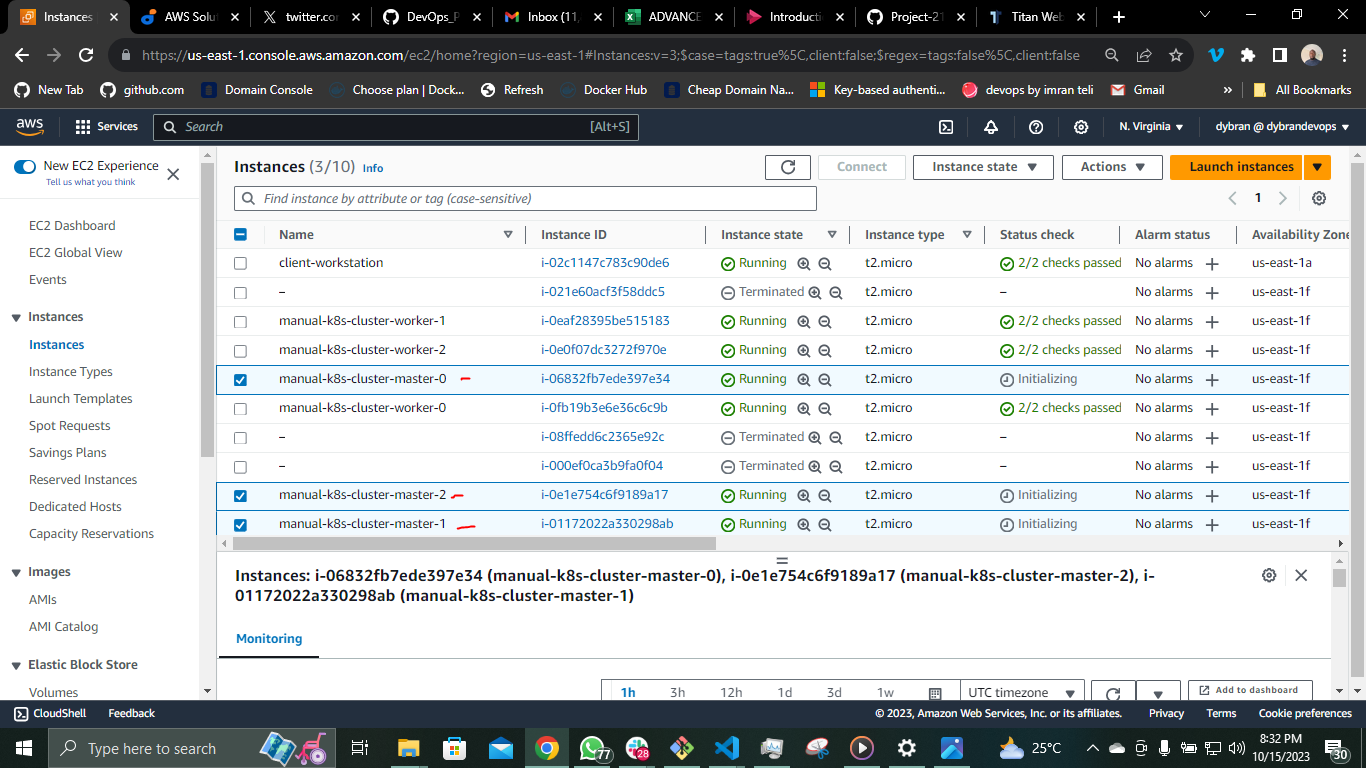 Instances
AWS Solu
twitter.co
DevOps_P
Inbox (11,
ADVANCE
Introducti
Project-21
Titan Web
https://us-east-1.console.aws.amazon.com/ec2/home?region=us-east-1#Instances:v=3;$case=tags:true%5C,client:false;$regex=tags:false%5C,client:false
New Tab
github.com
Domain Console
Choose plan | Dock...
Refresh
Docker Hub
Cheap Domain Na...
Key-based authenti...
devops by imran teli
Gmail
»
All Bookmarks
aws
Services
Search
[Alt+S]
N. Virginia
dybran @ dybrandevops
New EC2 Experience
Tell us what you think
EC2 Dashboard
EC2 Global View
Events
Instances
Instances
Instance Types
Launch Templates
Spot Requests
Savings Plans
Reserved Instances
Dedicated Hosts
Capacity Reservations
Images
AMIs
AMI Catalog
Elastic Block Store
Volumes
Instances (3/10) Info
Connect
Instance state
Actions
Launch instances
Find instance by attribute or tag (case-sensitive)
1
Name Instance ID Instance state Instance type Status check Alarm status Availability Zone
client-workstation i-02c1147c783c90de6 Running t2.micro 2/2 checks passed No alarms + us-east-1a
– i-021e60acf3f58ddc5 Terminated t2.micro – No alarms + us-east-1f
manual-k8s-cluster-worker-1 i-0eaf28395be515183 Running t2.micro 2/2 checks passed No alarms + us-east-1f
manual-k8s-cluster-worker-2 i-0e0f07dc3272f970e Running t2.micro 2/2 checks passed No alarms + us-east-1f
manual-k8s-cluster-master-0 i-06832fb7ede397e34 Running t2.micro Initializing No alarms + us-east-1f
manual-k8s-cluster-worker-0 i-0fb19b3e6e36c6c9b Running t2.micro 2/2 checks passed No alarms + us-east-1f
– i-08ffedd6c2365e92c Terminated t2.micro – No alarms + us-east-1f
– i-000ef0ca3b9fa0f04 Terminated t2.micro – No alarms + us-east-1f
manual-k8s-cluster-master-2 i-0e1e754c6f9189a17 Running t2.micro Initializing No alarms + us-east-1f
manual-k8s-cluster-master-1 i-01172022a330298ab Running t2.micro Initializing No alarms + us-east-1f
Instances: i-06832fb7ede397e34 (manual-k8s-cluster-master-0), i-0e1e754c6f9189a17 (manual-k8s-cluster-master-2), i-
01172022a330298ab (manual-k8s-cluster-master-1)
Monitoring
1h 3h 12h 1d 3d 1w UTC timezone Add to dashboard
CloudShell Feedback © 2023, Amazon Web Services, Inc. or its affiliates. Privacy Terms Cookie preferences
Type here to search
77
28
25°C
8:32 PM
10/15/2023
30